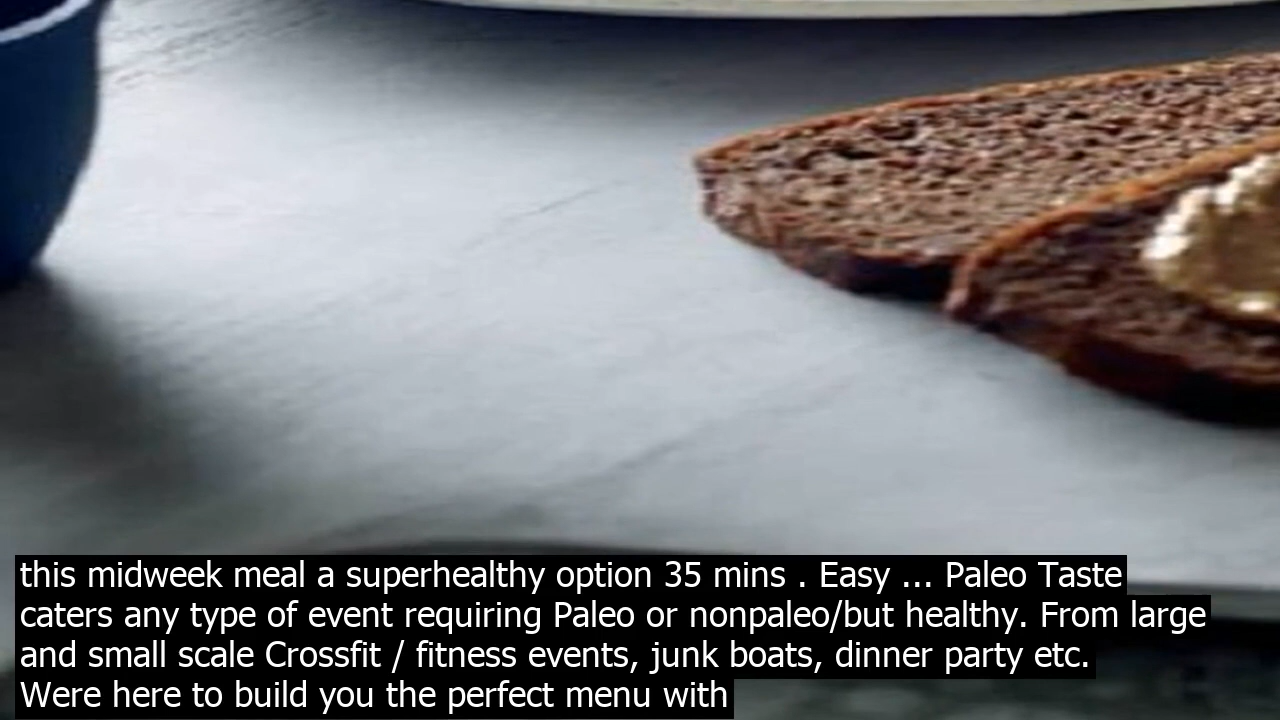 this midweek meal a superhealthy option 35 mins . Easy ... Paleo Taste
caters any type of event requiring Paleo or nonpaleo/but healthy. From large
and small scale Crossfit / fitness events, junk boats, dinner party etc.
Were here to build you the perfect menu with